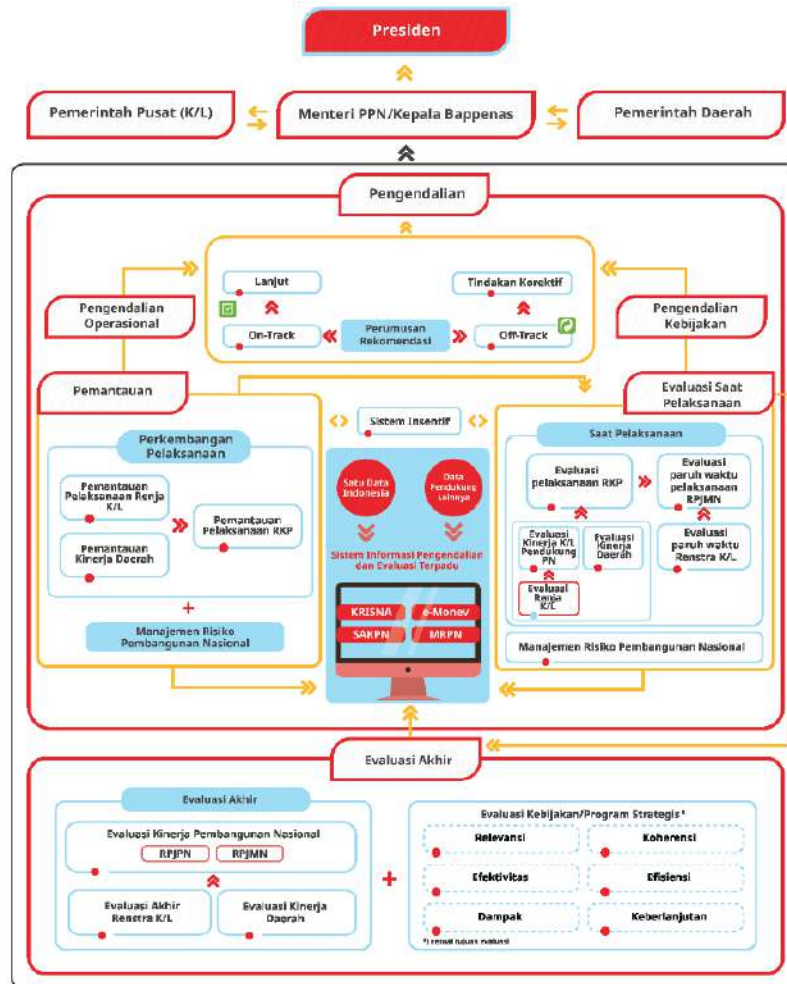 Presiden
Pemerintah Pusat (K/L)
Menteri PPN/Kepala Bappenas
Pemerintah Daerah
Pengendalian
Lanjut
Tindakan Korektif
Pengendalian
Operasional
Pengendalian
Kebijakan
On-Track
Perumusan
Rekomendasi
Off-Track
Pemantauan
Evaluasi Saat
Pelaksanaan
Sistem Insentif
Perkembangan
Pelaksanaan
Pemantauan
Pelaksanaan Renja
K/L
Pemantauan
Kinerja Daerah
Pemantauan
Pelaksanaan RKP
+
Manajemen Risiko
Pembangunan Nasional
Satu Data
Indonesia
Data
Pendukung
Lainnya
Sistem Informasi Pengendalian
dan Evaluasi Terpadu
KRISNA
e-Monev
SAKPN
MRPN
Saat Pelaksanaan
Evaluasi
pelaksanaan RKP
Evaluasi
paruh waktu
pelaksanaan
RPJMN
Evaluasi
Kinerja K/L
Pendukung
PN
Evaluasi
Kinerja
Daerah
Evaluasi
paruh waktu
Renstra K/L
Evaluasi
Renja
K/L
Manajemen Risiko Pembangunan Nasional
Evaluasi Akhir
Evaluasi Akhir
Evaluasi Kinerja Pembangunan Nasional
RPJPN
RPJMN
Evaluasi Akhir
Renstra K/L
Evaluasi Kinerja
Daerah
+
Evaluasi Kebijakan/Program Strategis*
Relevansi
Koherensi
Efektivitas
Efisiensi
Dampak
Keberlanjutan
*) sesuai tujuan evaluasi